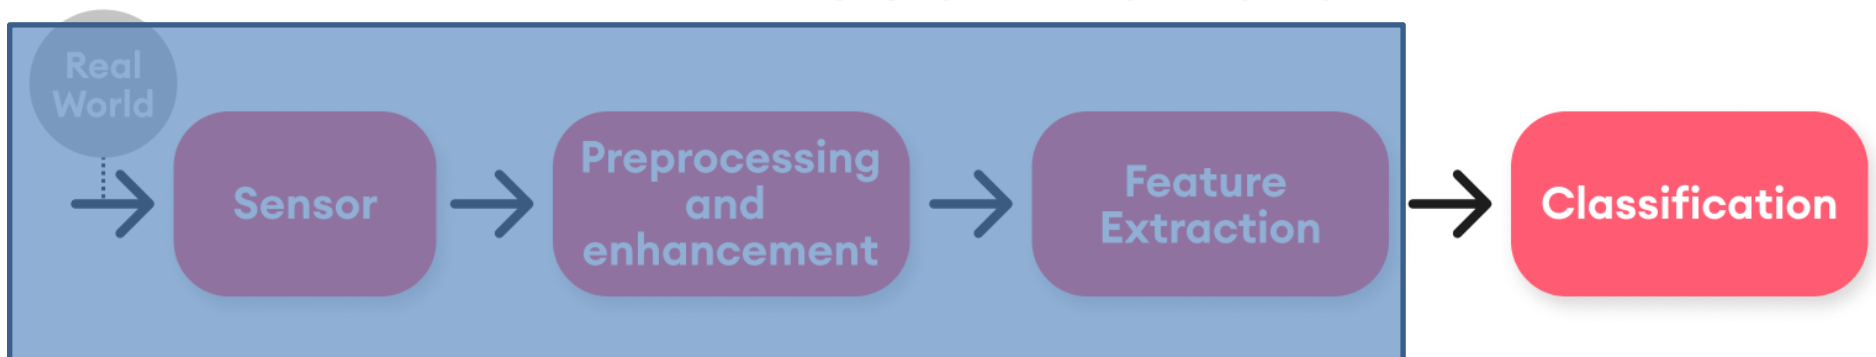 Real
World
Sensor
Preprocessing
and
enhancement
Feature
Extraction
Classification